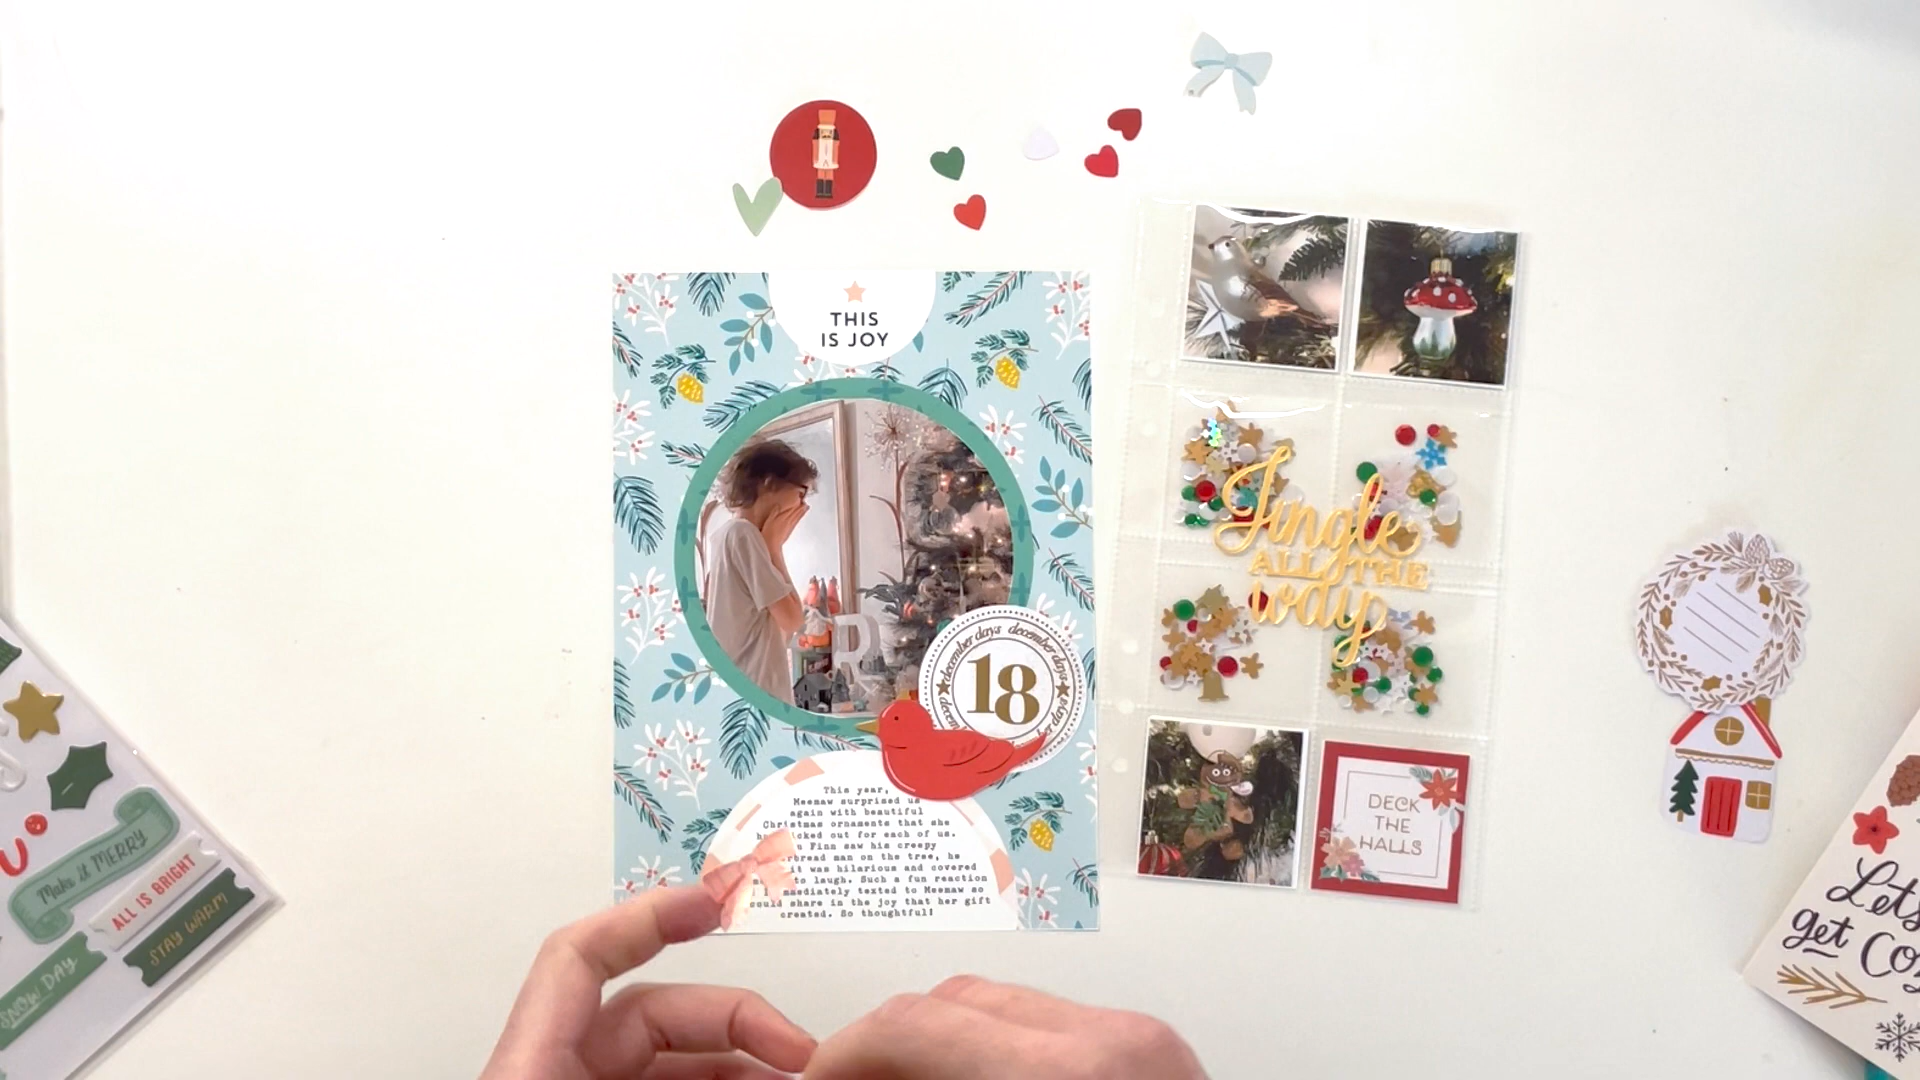 THIS
IS JOY
december days december days
18
This year,
Meemaw surprised us
again with beautiful
Christmas ornaments that she
out for each of us.
Finn saw his creepy
man on the tree, he
it was hilarious and covered
to laugh. Such a fun reaction
I texted to Meemaw so
could share in the joy that her gift
created. So thoughtful!
Jingle
ALL THE
way
DECK
THE
HALLS
R
Make it MERRY
ALL IS BRIGHT
STAY WARM
SNOW DAY
Let's
get